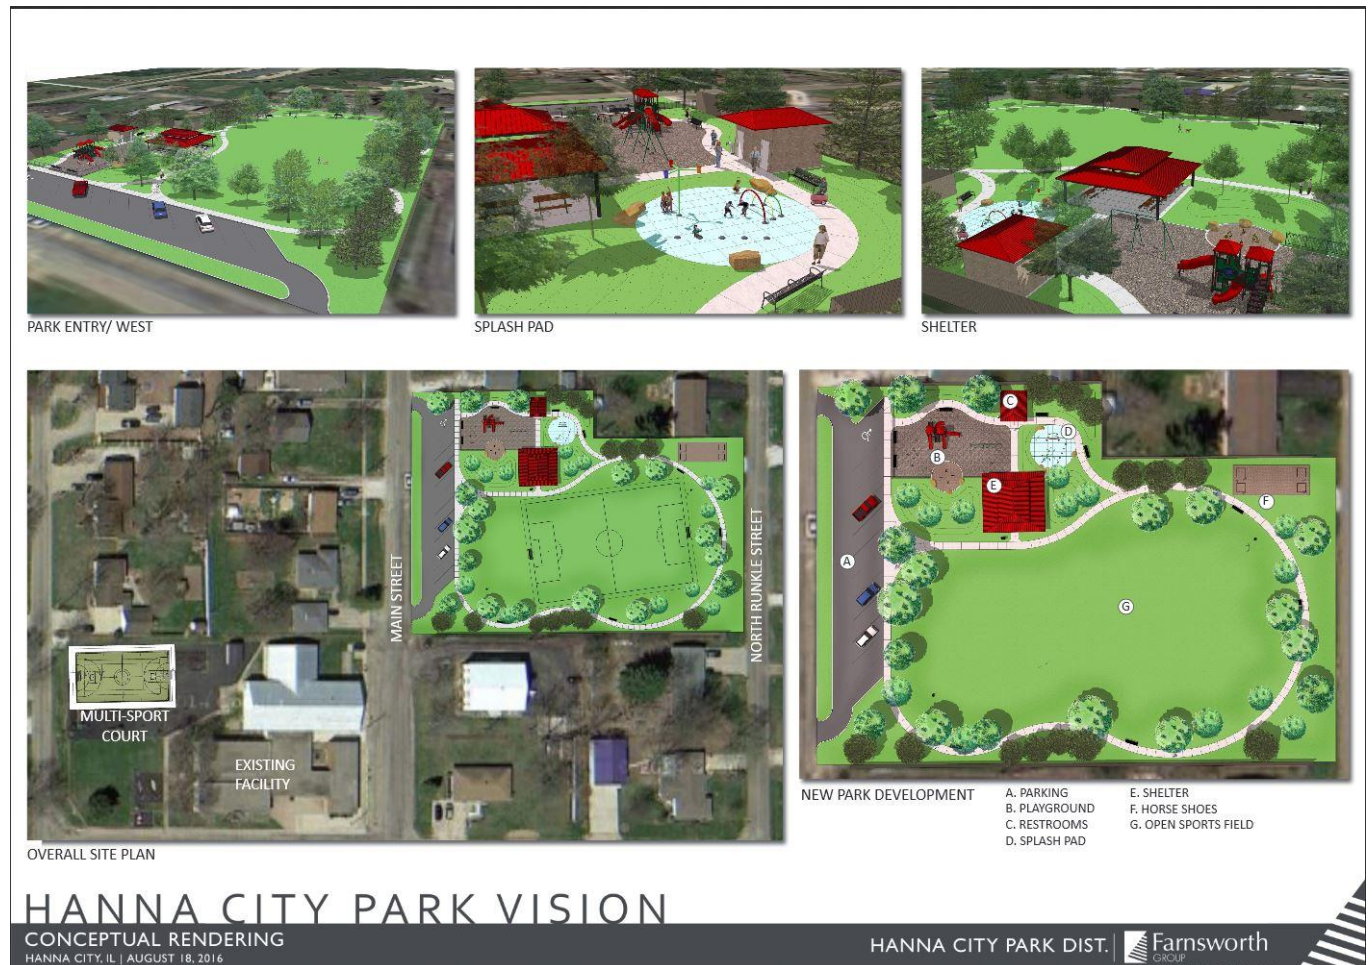 PARK ENTRY/ WEST
SPLASH PAD
SHELTER
MAIN STREET
NORTH RUNKLE STREET
MULTI-SPORT
COURT
EXISTING
FACILITY
OVERALL SITE PLAN
A
B
C
D
E
F
G
NEW PARK DEVELOPMENT
A. PARKING
B. PLAYGROUND
C. RESTROOMS
D. SPLASH PAD
E. SHELTER
F. HORSE SHOES
G. OPEN SPORTS FIELD
HANNA CITY PARK VISION
CONCEPTUAL RENDERING
HANNA CITY, IL | AUGUST 18, 2016
HANNA CITY PARK DIST. | Farnsworth
GROUP